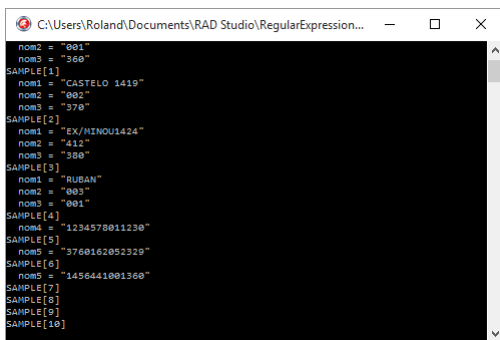 C:\Users\Roland\Documents\RAD Studio\RegularExpression...
nom2 = "001"
nom3 = "360"
SAMPLE[1]
nom1 = "CASTELO 1419"
nom2 = "002"
nom3 = "370"
SAMPLE[2]
nom1 = "EX/MINOU1424"
nom2 = "412"
nom3 = "380"
SAMPLE[3]
nom1 = "RUBAN"
nom2 = "003"
nom3 = "001"
SAMPLE[4]
nom4 = "1234578011230"
SAMPLE[5]
nom5 = "3760162052329"
SAMPLE[6]
nom5 = "1456441001360"
SAMPLE[7]
SAMPLE[8]
SAMPLE[9]
SAMPLE[10]